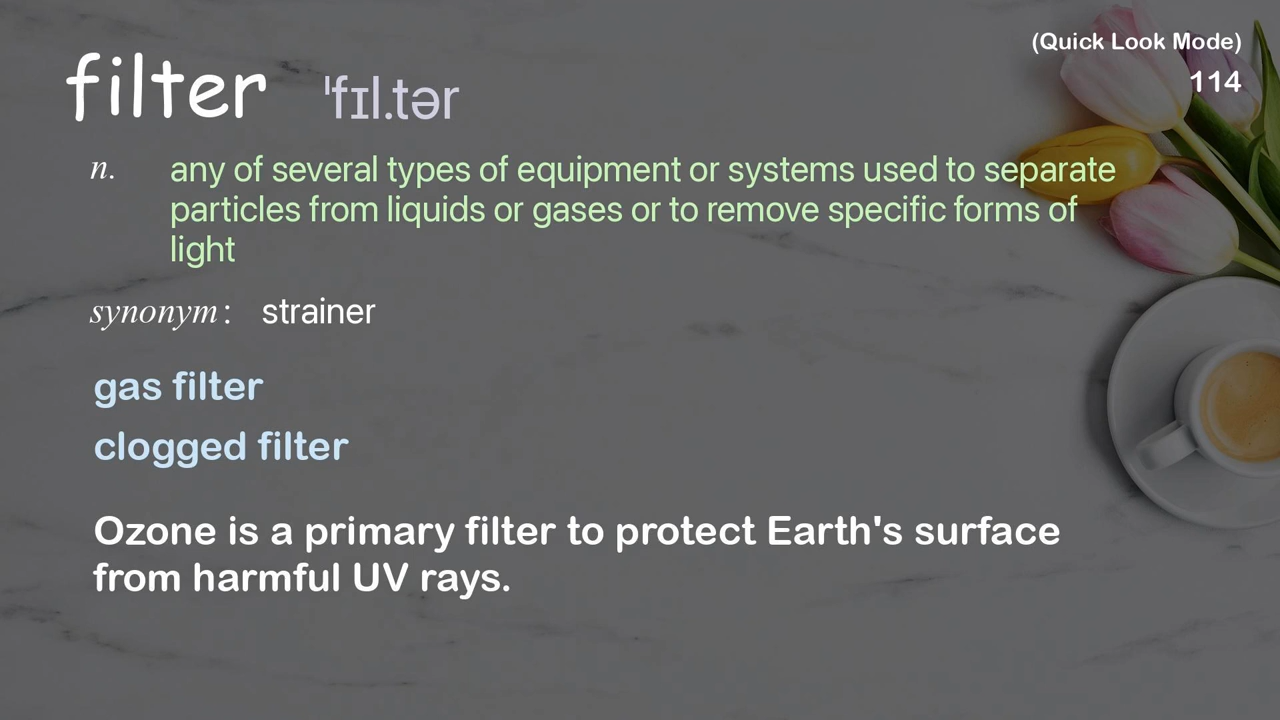 (Quick Look Mode)
114
filter ˈfɪl.tər
n. any of several types of equipment or systems used to separate
particles from liquids or gases or to remove specific forms of
light
synonym: strainer
gas filter
clogged filter
Ozone is a primary filter to protect Earth's surface
from harmful UV rays.